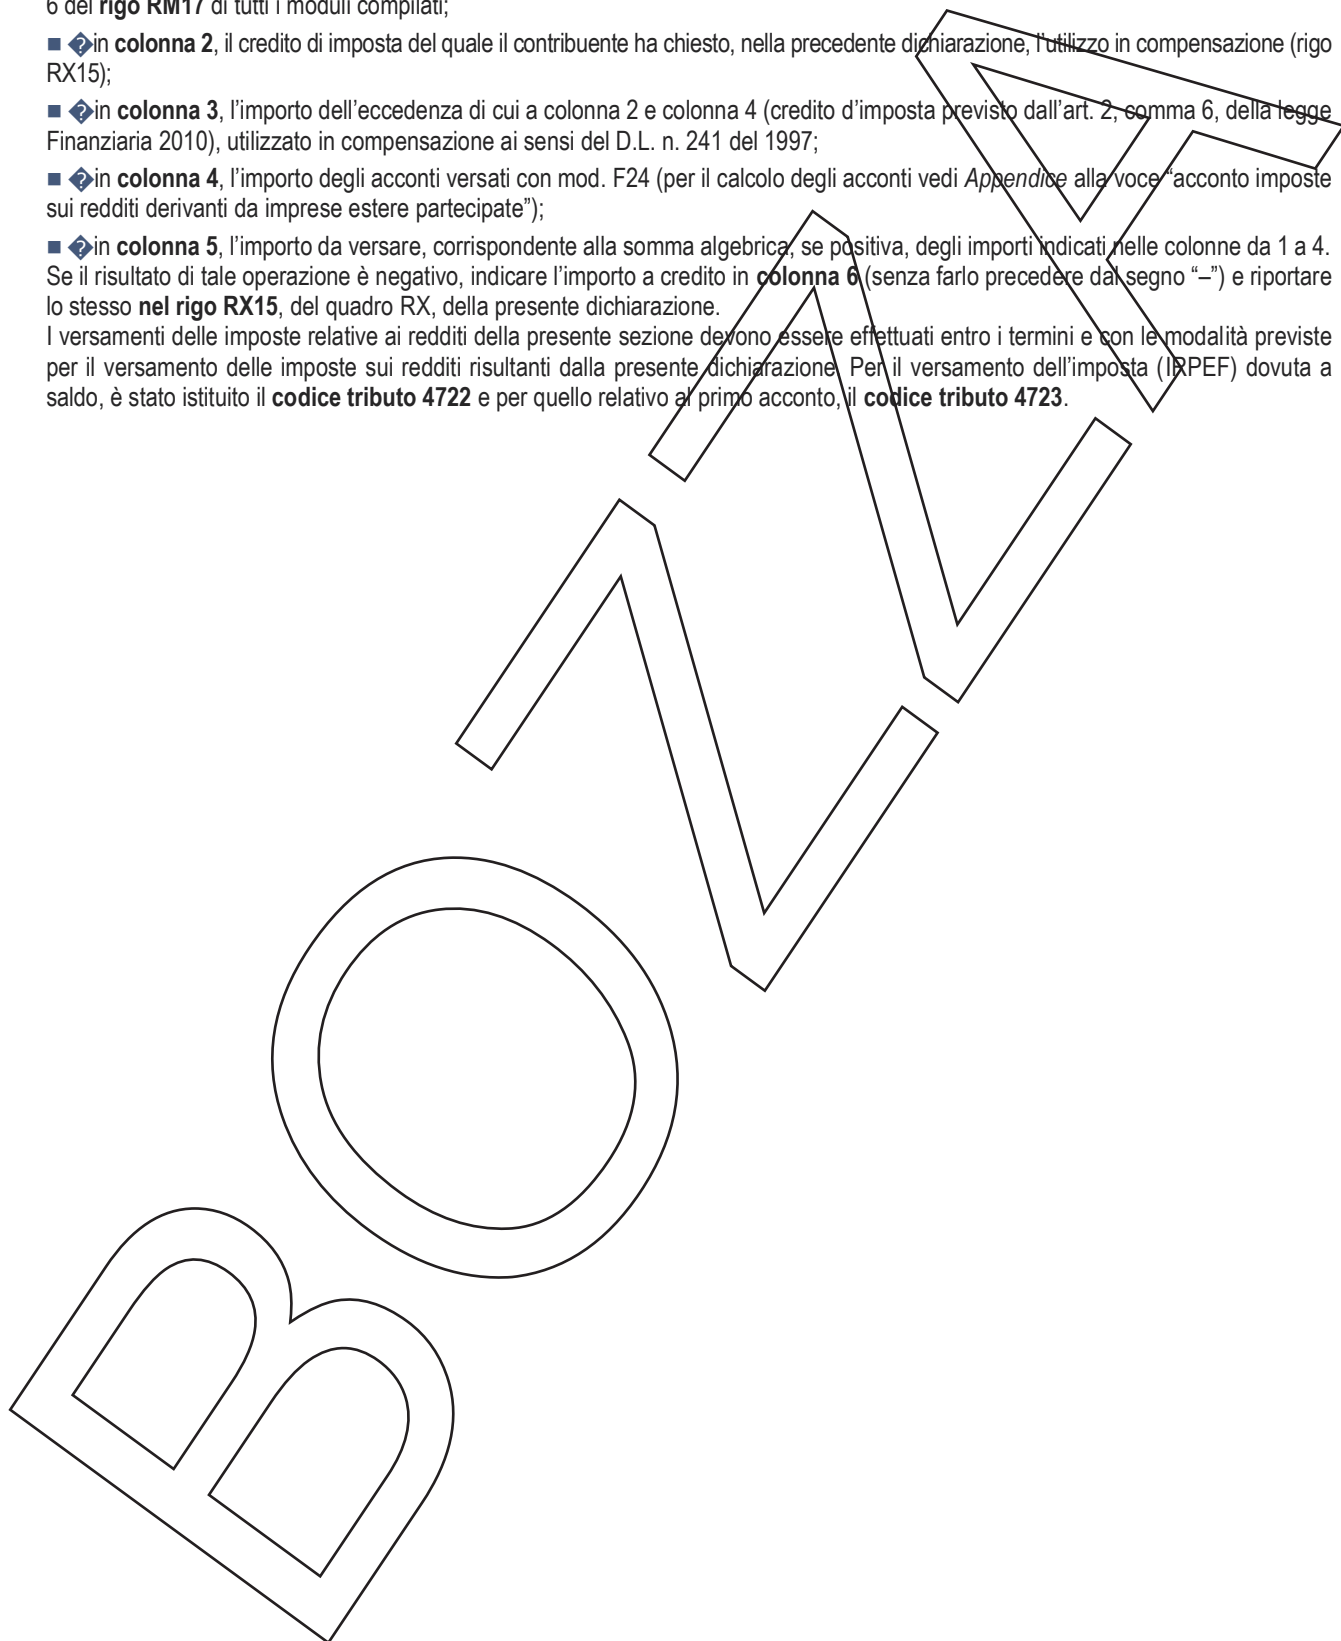 6 del rigo RM17 di tutti i moduli compilati;
■ �in colonna 2, il credito di imposta del quale il contribuente ha chiesto, nella precedente dichiarazione, l’utilizzo in compensazione (rigo
RX15);
■ �in colonna 3, l’importo dell’eccedenza di cui a colonna 2 e colonna 4 (credito d’imposta previsto dall’art. 2, comma 6, della legge
Finanziaria 2010), utilizzato in compensazione ai sensi del D.L. n. 241 del 1997;
■ �in colonna 4, l’importo degli acconti versati con mod. F24 (per il calcolo degli acconti vedi Appendice alla voce “acconto imposte
sui redditi derivanti da imprese estere partecipate”);
■ �in colonna 5, l’importo da versare, corrispondente alla somma algebrica, se positiva, degli importi indicati nelle colonne da 1 a 4.
Se il risultato di tale operazione è negativo, indicare l’importo a credito in colonna 6 (senza farlo precedere dal segno “–”) e riportare
lo stesso nel rigo RX15, del quadro RX, della presente dichiarazione.
I versamenti delle imposte relative ai redditi della presente sezione devono essere effettuati entro i termini e con le modalità previste
per il versamento delle imposte sui redditi risultanti dalla presente dichiarazione. Per il versamento dell’imposta (IRPEF) dovuta a
saldo, è stato istituito il codice tributo 4722 e per quello relativo al primo acconto, il codice tributo 4723.
BOZZA